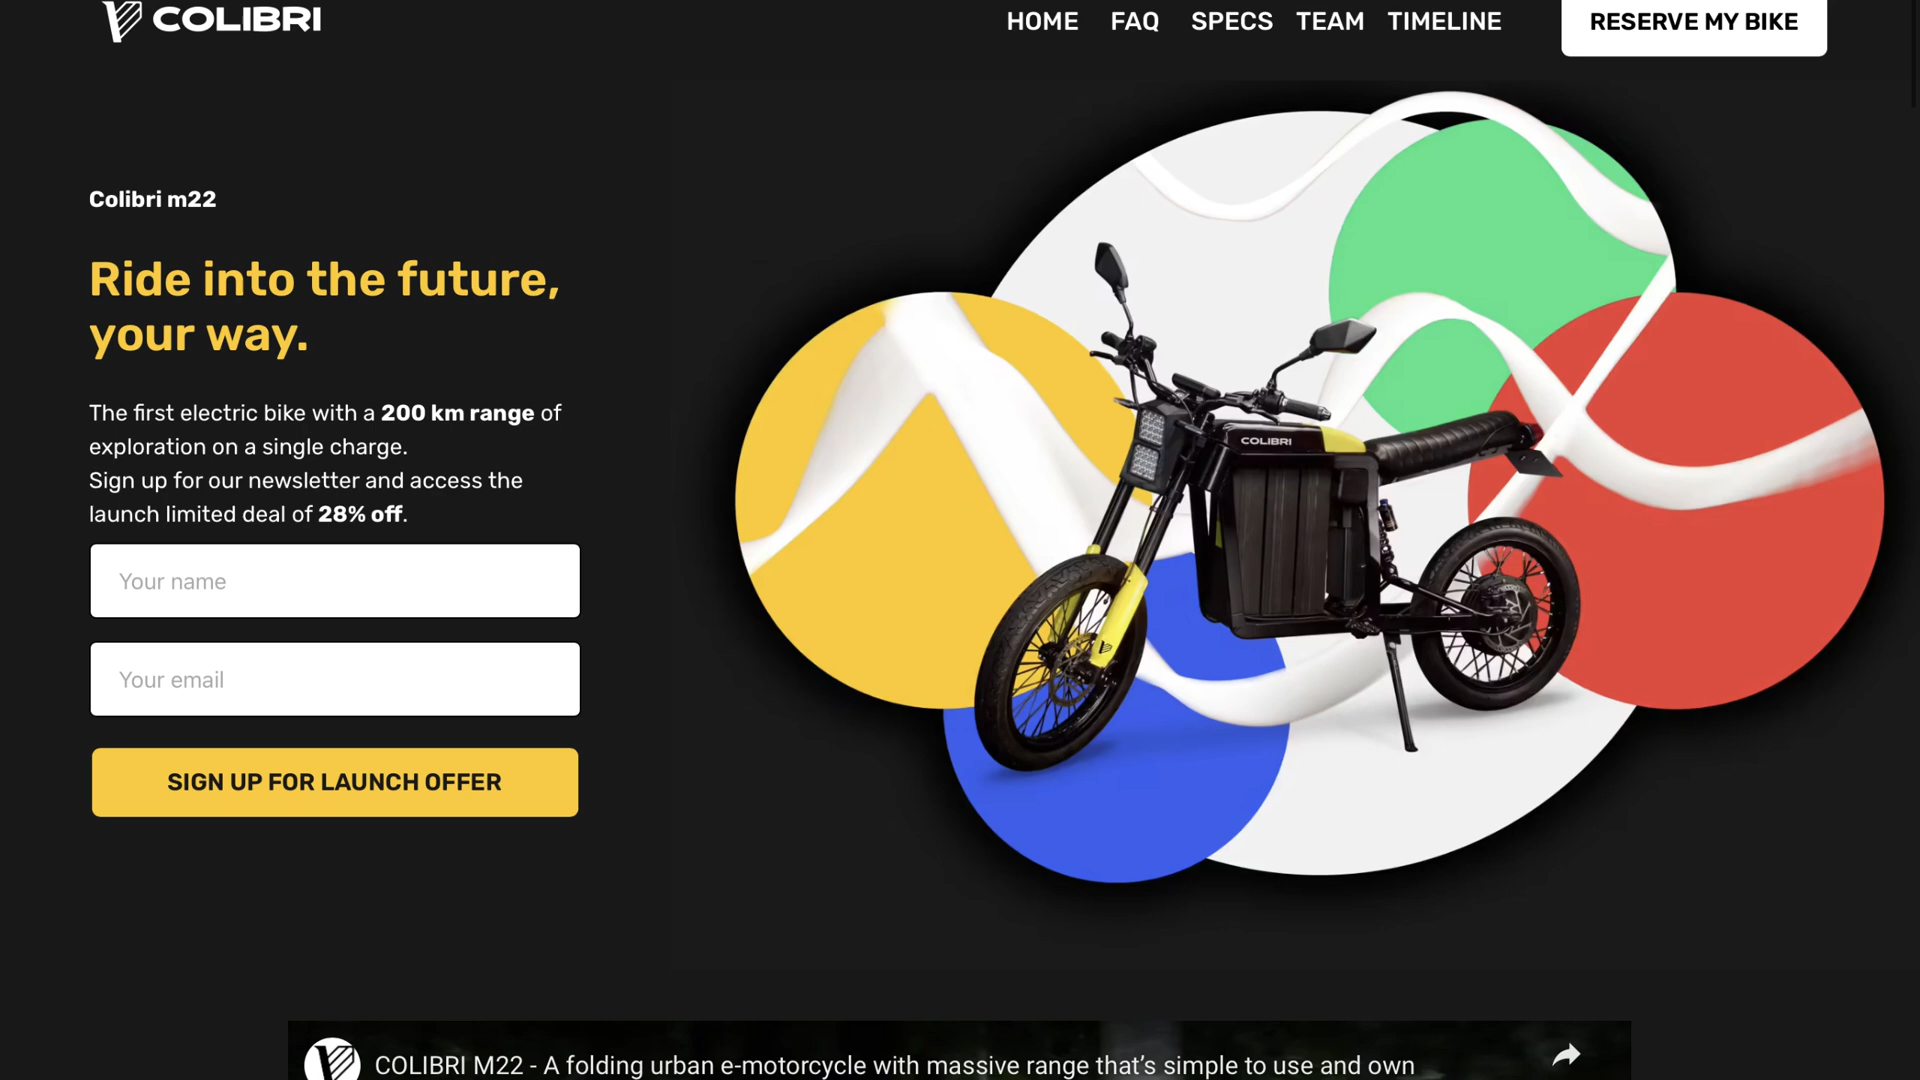 COLIBRI
HOME FAQ SPECS TEAM TIMELINE RESERVE MY BIKE
Colibri m22
Ride into the future,
your way.
The first electric bike with a 200 km range of
exploration on a single charge.
Sign up for our newsletter and access the
launch limited deal of 28% off.
Your name
Your email
SIGN UP FOR LAUNCH OFFER
COLIBRI
COLIBRI M22 - A folding urban e-motorcycle with massive range that’s simple to use and own